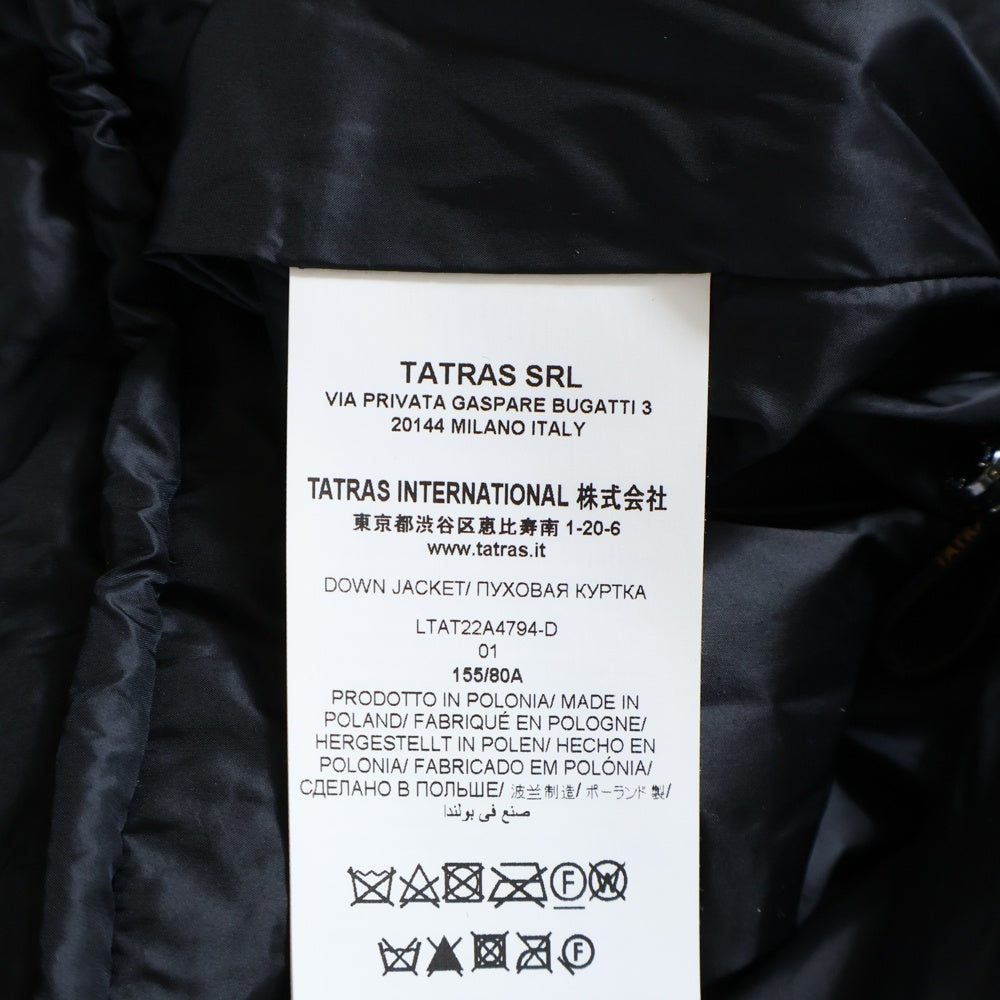 TATRAS SRL
VIA PRIVATA GASPARE BUGATTI 3
20144 MILANO ITALY
TATRAS INTERNATIONAL 株式会社
東京都渋谷区恵比寿南 1-20-6
www.tatras.it
DOWN JACKET/ ПУХОВАЯ КУРТКА
LTAT22A4794-D
01
155/80A
PRODOTTO IN POLONIA/ MADE IN
POLAND/ FABRIQUÉ EN POLOGNE/
HERGESTELLT IN POLEN/ HECHO EN
POLONIA/ FABRICADO EM POLÓNIA/
СДЕЛАНО В ПОЛЬШЕ/ 波兰制造/ ポーランド 製/
صنع في بولندا
F W
F
TATRAS